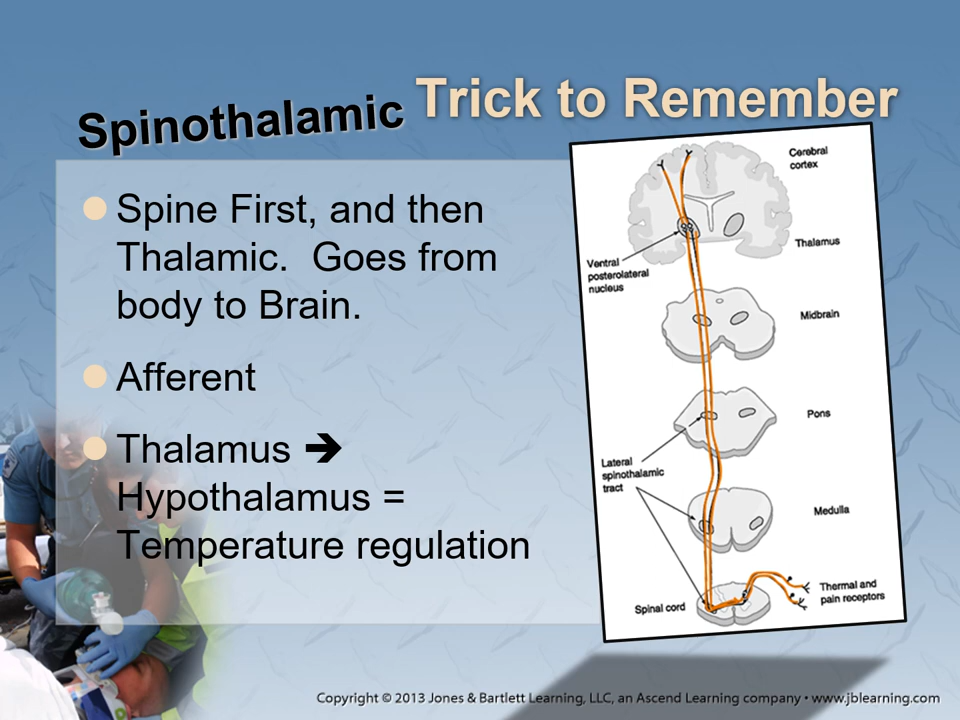 Spinothalamic
Trick to Remember
Spine First, and then
Thalamic. Goes from
body to Brain.
Afferent
Thalamus ➔
Hypothalamus =
Temperature regulation
Cerebral
cortex
Thalamus
Ventral
posterolateral
nucleus
Midbrain
Pons
Lateral
spinothalamic
tract
Medulla
Thermal and
pain receptors
Spinal cord
Copyright © 2013 Jones & Bartlett Learning, LLC, an Ascend Learning company • www.jblearning.com